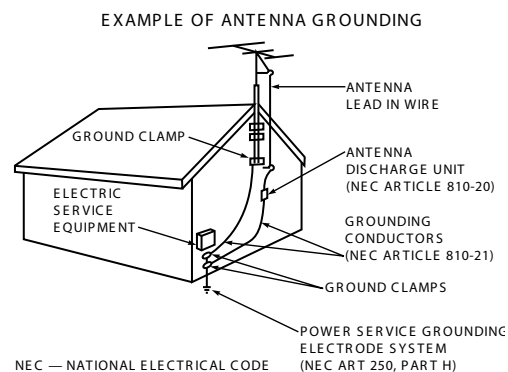 EXAMPLE OF ANTENNA GROUNDING
ANTENNA
LEAD IN WIRE
GROUND CLAMP
ANTENNA
DISCHARGE UNIT
(NEC ARTICLE 810-20)
ELECTRIC
SERVICE
EQUIPMENT
GROUNDING
CONDUCTORS
(NEC ARTICLE 810-21)
GROUND CLAMPS
POWER SERVICE GROUNDING
ELECTRODE SYSTEM
(NEC ART 250, PART H)
NEC — NATIONAL ELECTRICAL CODE